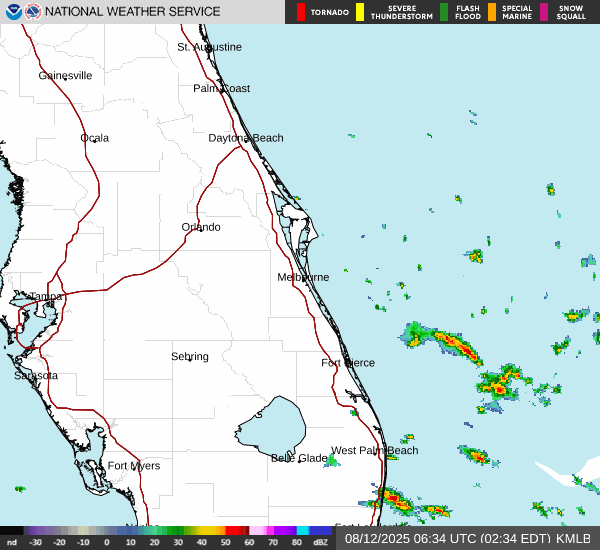 NATIONAL WEATHER SERVICE
TORNADO
SEVERE
THUNDERSTORM
FLASH
FLOOD
SPECIAL
MARINE
SNOW
SQUALL
St. Augustine
Gainesville
Palm Coast
Ocala
Daytona Beach
Orlando
Melbourne
Tampa
Sebring
Fort Pierce
Sarasota
West Palm Beach
Belle Glade
Fort Myers
nd -30 -20 -10 0 10 20 30 40 50 60 70 80 dBZ
08/12/2025 06:34 UTC (02:34 EDT) KMLB